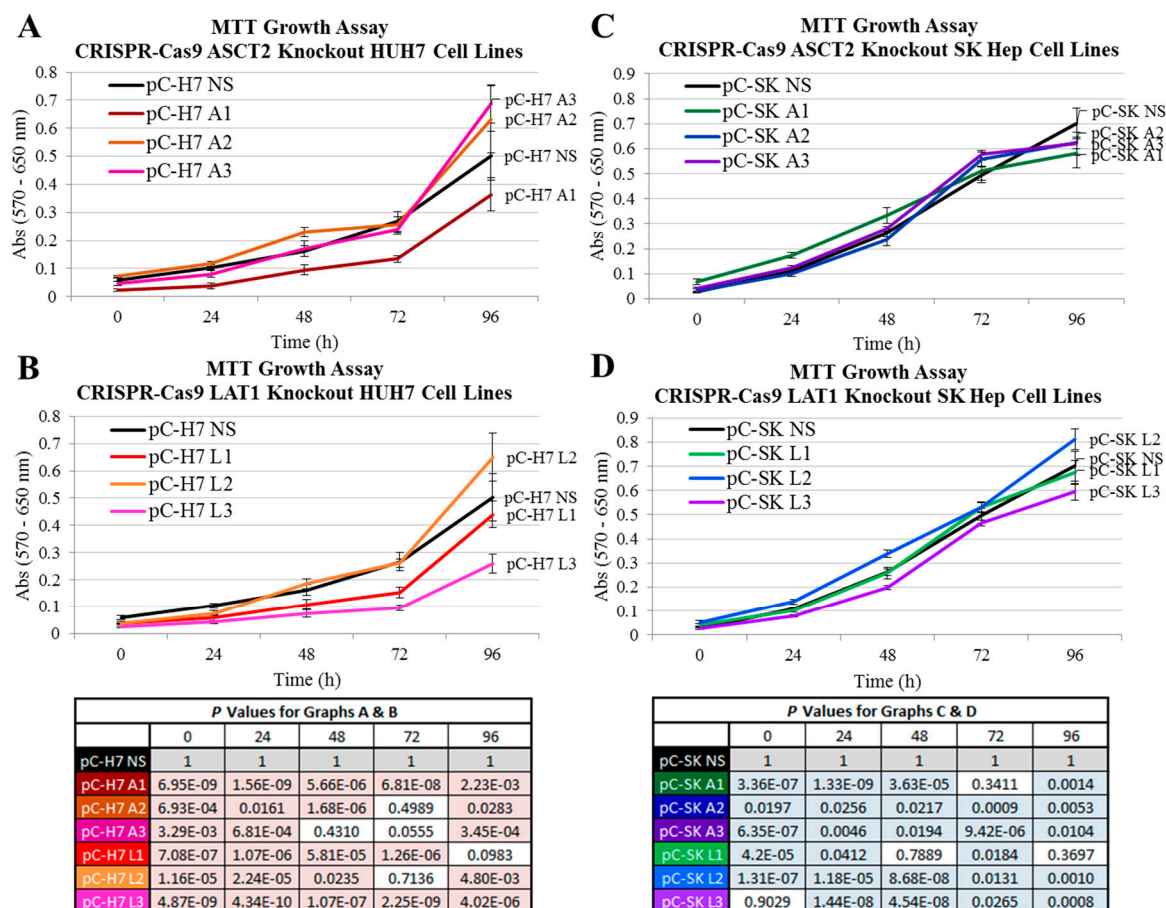 A
MTT Growth Assay
CRISPR-Cas9 ASCT2 Knockout HUH7 Cell Lines
Abs (570 - 650 nm)
0.8
0.7
0.6
0.5
0.4
0.3
0.2
0.1
0
pC-H7 NS
pC-H7 A1
pC-H7 A2
pC-H7 A3
pC-H7 A3
pC-H7 A2
pC-H7 NS
pC-H7 A1
0 24 48 72 96
Time (h)
C
MTT Growth Assay
CRISPR-Cas9 ASCT2 Knockout SK Hep Cell Lines
Abs (570 - 650 nm)
0.9
0.8
0.7
0.6
0.5
0.4
0.3
0.2
0.1
0
pC-SK NS
pC-SK A1
pC-SK A2
pC-SK A3
pC-SK NS
pC-SK A2
pC-SK A3
pC-SK A1
0 24 48 72 96
Time (h)
B
MTT Growth Assay
CRISPR-Cas9 LAT1 Knockout HUH7 Cell Lines
Abs (570 - 650 nm)
0.8
0.7
0.6
0.5
0.4
0.3
0.2
0.1
0
pC-H7 NS
pC-H7 L1
pC-H7 L2
pC-H7 L3
pC-H7 L2
pC-H7 NS
pC-H7 L1
pC-H7 L3
0 24 48 72 96
Time (h)
D
MTT Growth Assay
CRISPR-Cas9 LAT1 Knockout SK Hep Cell Lines
Abs (570 - 650 nm)
0.9
0.8
0.7
0.6
0.5
0.4
0.3
0.2
0.1
0
pC-SK NS
pC-SK L1
pC-SK L2
pC-SK L3
pC-SK L2
pC-SK NS
pC-SK L1
pC-SK L3
0 24 48 72 96
Time (h)
P Values for Graphs A & B
0 24 48 72 96
pC-H7 NS 1 1 1 1 1
pC-H7 A1 6.95E-09 1.56E-09 5.66E-06 6.81E-08 2.23E-03
pC-H7 A2 6.93E-04 0.0161 1.68E-06 0.4989 0.0283
pC-H7 A3 3.29E-03 6.81E-04 0.4310 0.0555 3.45E-04
pC-H7 L1 7.08E-07 1.07E-06 5.81E-05 1.26E-06 0.0983
pC-H7 L2 1.16E-05 2.24E-05 0.0235 0.7136 4.80E-03
pC-H7 L3 4.87E-09 4.34E-10 1.07E-07 2.25E-09 4.02E-06
P Values for Graphs C & D
0 24 48 72 96
pC-SK NS 1 1 1 1 1
pC-SK A1 3.36E-07 1.33E-09 3.63E-05 0.3411 0.0014
pC-SK A2 0.0197 0.0256 0.0217 0.0009 0.0053
pC-SK A3 6.35E-07 0.0046 0.0194 9.42E-06 0.0104
pC-SK L1 4.2E-05 0.0412 0.7889 0.0184 0.3697
pC-SK L2 1.31E-07 1.18E-05 8.68E-08 0.0131 0.0010
pC-SK L3 0.9029 1.44E-08 4.54E-08 0.0265 0.0008